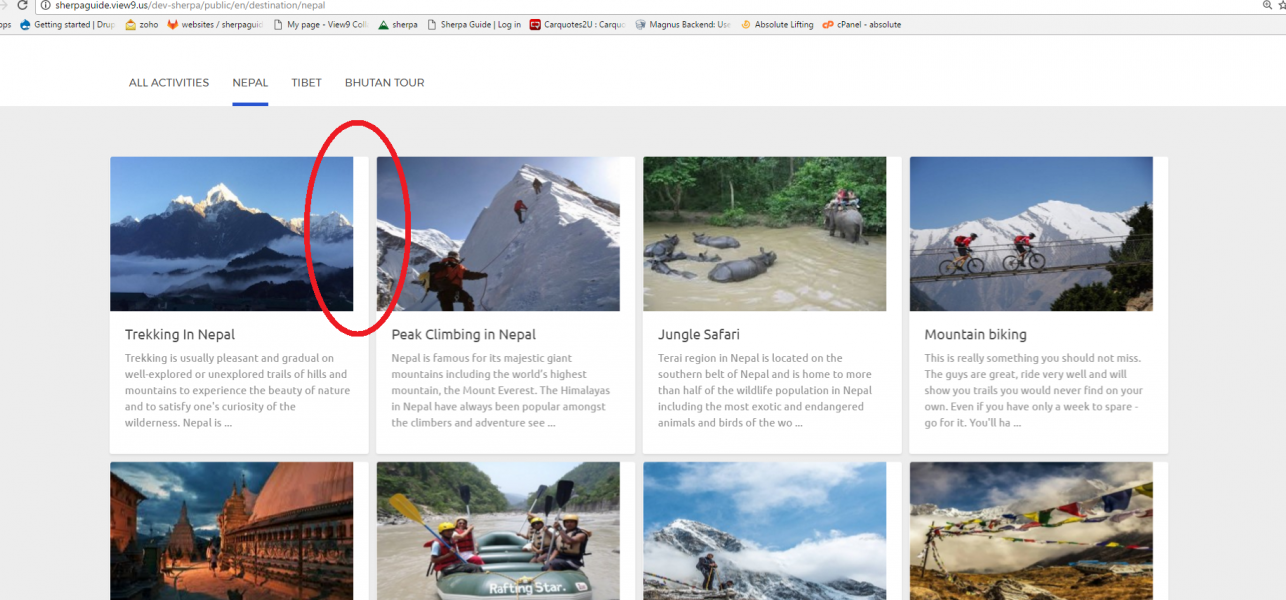 sherpaguide.view9.us/dev-sherpa/public/en/destination/nepal
pps Getting started | Drup zoho websites / sherpaguid My page - View9 Coll sherpa Sherpa Guide | Log in Carquotes2U : Carquo Magnus Backend: Use Absolute Lifting cPanel - absolute
ALL ACTIVITIES NEPAL TIBET BHUTAN TOUR
Trekking In Nepal
Trekking is usually pleasant and gradual on
well-explored or unexplored trails of hills and
mountains to experience the beauty of nature
and to satisfy one's curiosity of the
wilderness. Nepal is ...
Peak Climbing in Nepal
Nepal is famous for its majestic giant
mountains including the world's highest
mountain, the Mount Everest. The Himalayas
in Nepal have always been popular amongst
the climbers and adventure see ...
Jungle Safari
Terai region in Nepal is located on the
southern belt of Nepal and is home to more
than half of the wildlife population in Nepal
including the most exotic and endangered
animals and birds of the wo ...
Mountain biking
This is really something you should not miss.
The guys are great, ride very well and will
show you trails you would never find on your
own. Even if you have only a week to spare -
go for it. You'll ha ...
Rafting Star.